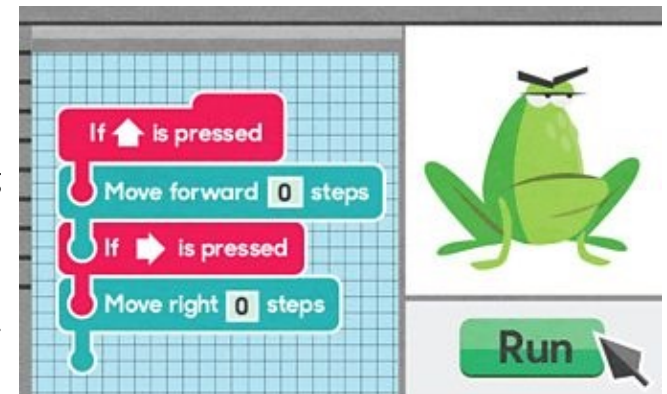 If ⬆ is pressed
Move forward 0 steps
If ➡ is pressed
Move right 0 steps
Run